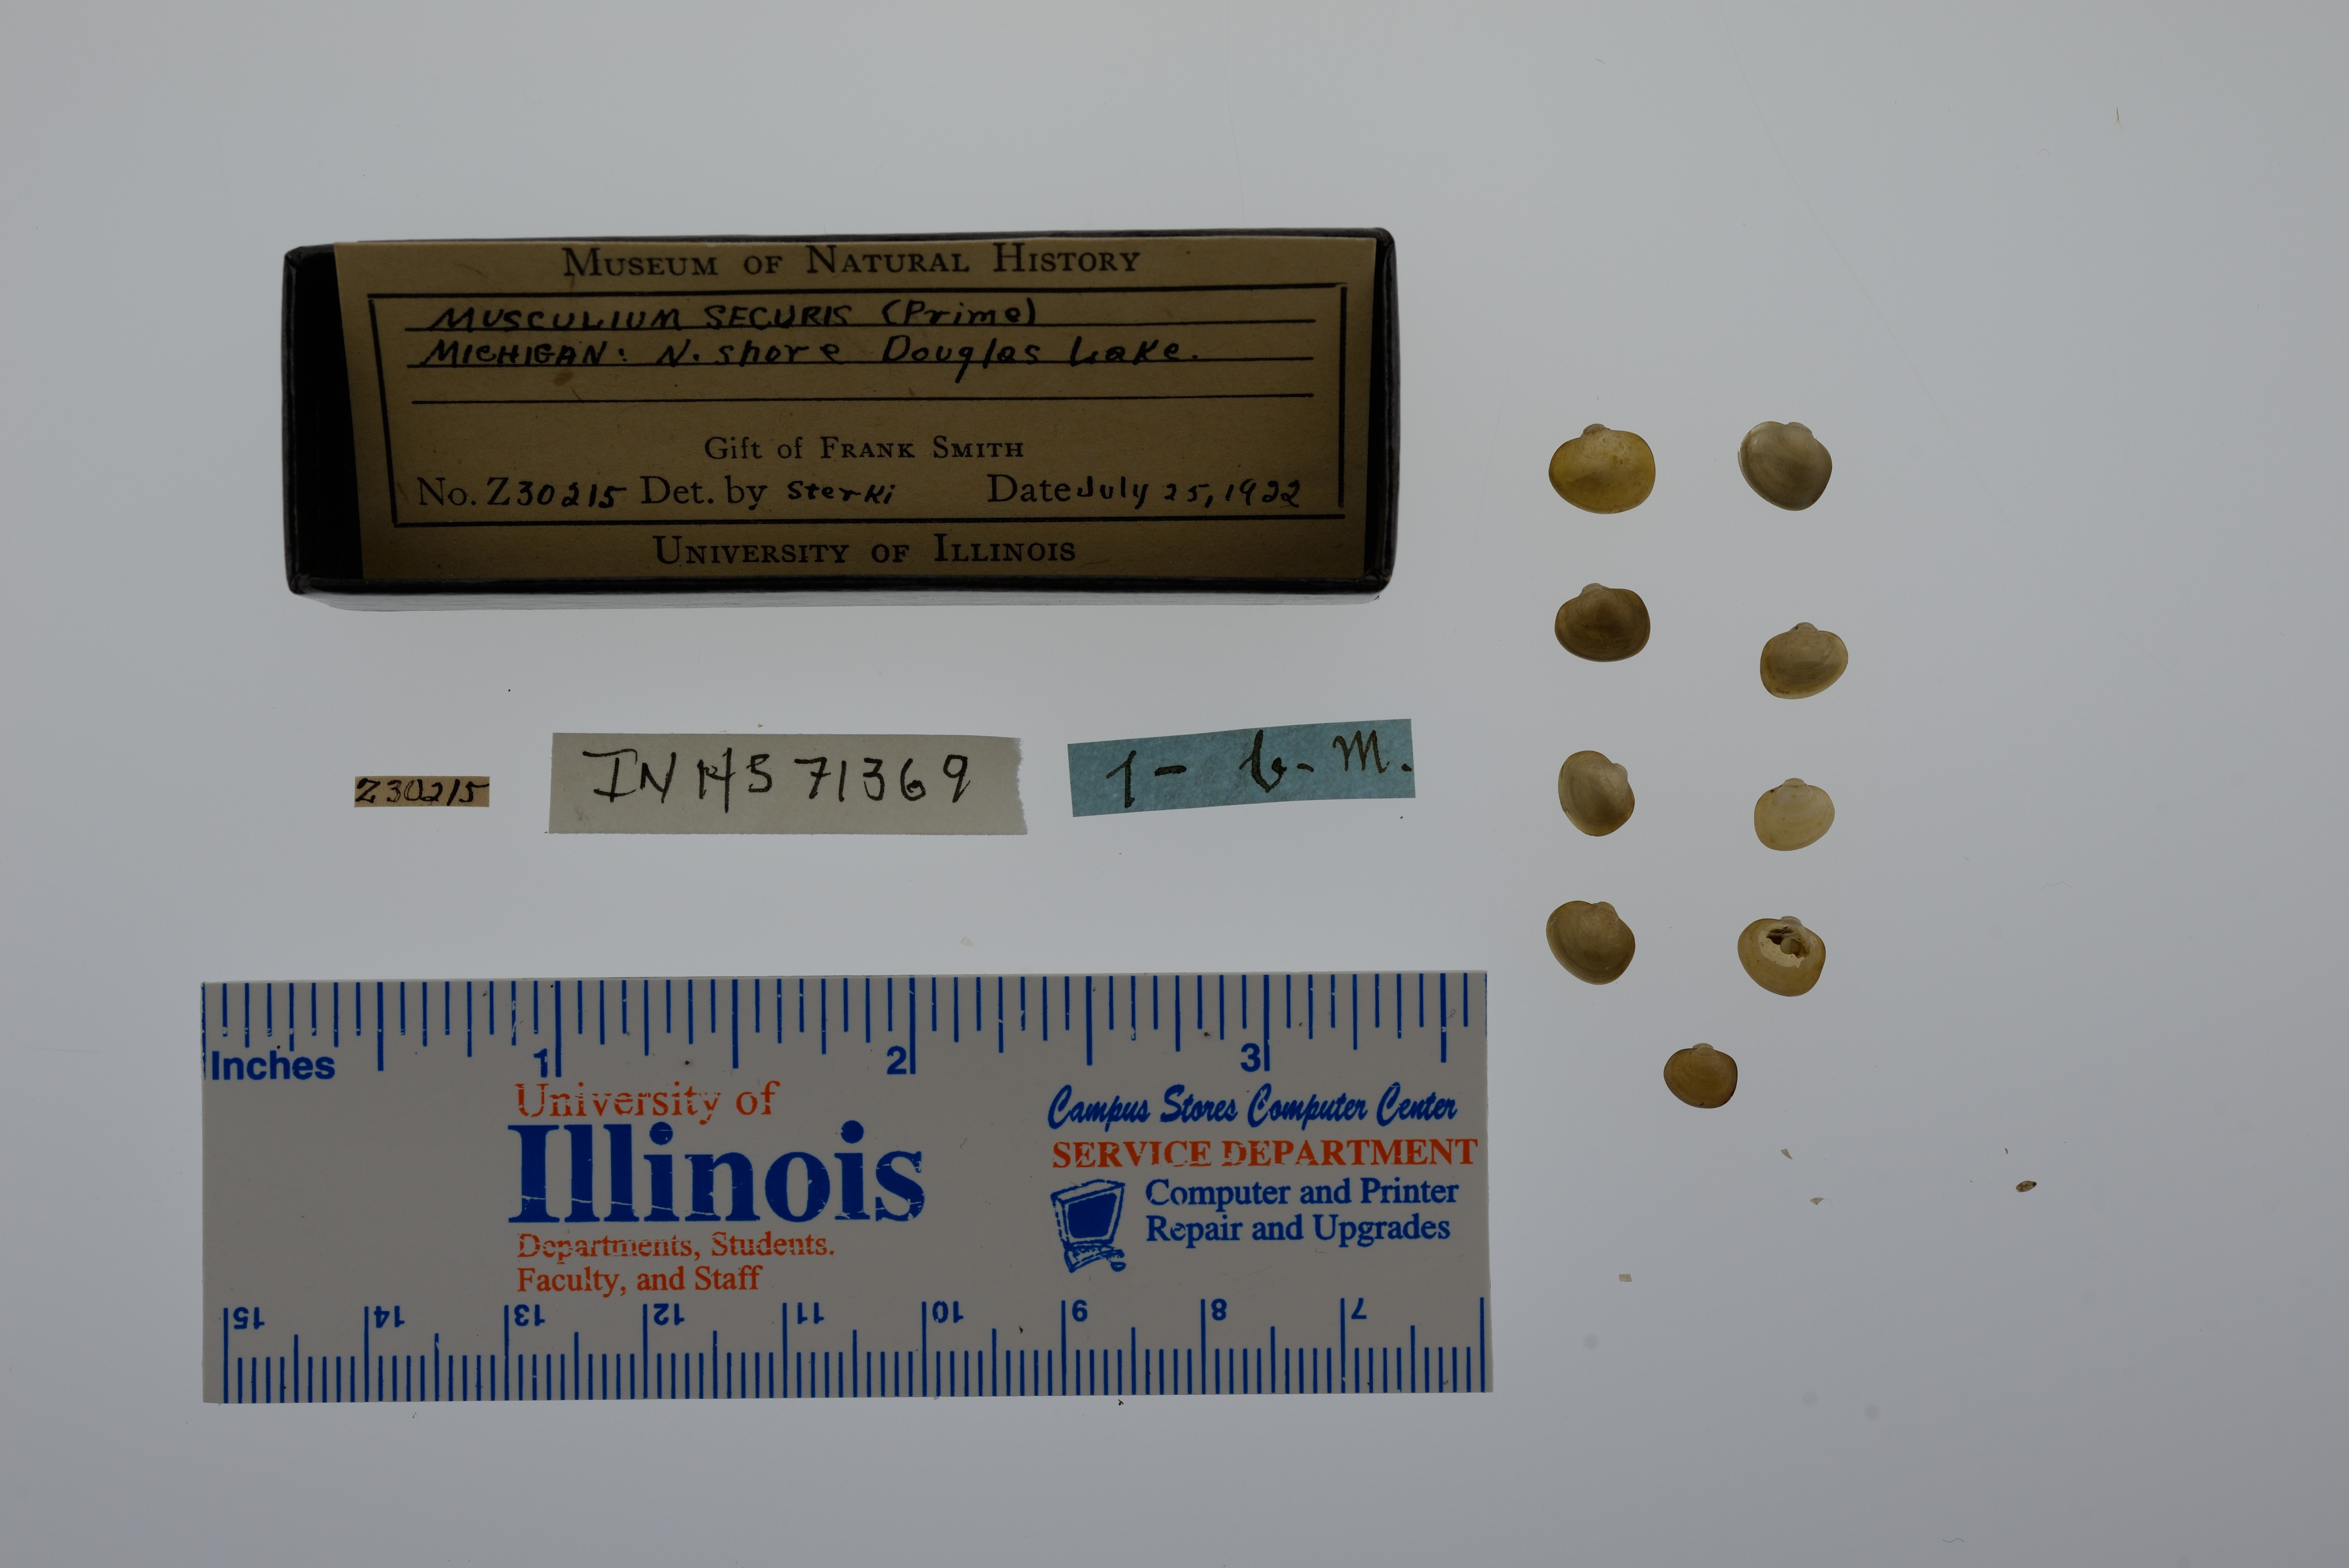 MUSEUM OF NATURAL HISTORY
MUSCULIUM SECURIS (Prime)
MICHIGAN: N. shore Douglas Lake.
Gift of FRANK SMITH
No. Z30215 Det. by Sterki Date July 25, 1922
UNIVERSITY OF ILLINOIS
Z30215
INHS 71369
1 - b - m.
Inches 1 2 3
University of
Illinois
Departments, Students.
Faculty, and Staff
Campus Stores Computer Center
SERVICE DEPARTMENT
Computer and Printer
Repair and Upgrades
15 14 13 12 11 10 9 8 7